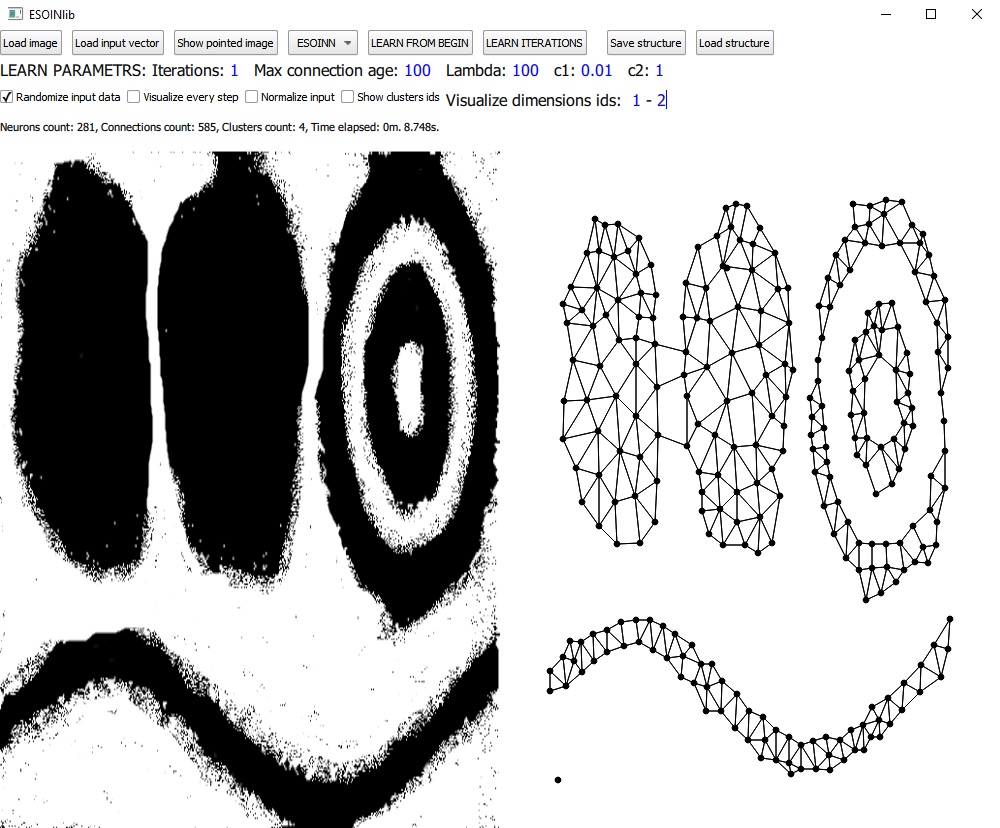 ESOINlib
Load image Load input vector Show pointed image ESOINN LEARN FROM BEGIN LEARN ITERATIONS Save structure Load structure
LEARN PARAMETRS: Iterations: 1 Max connection age: 100 Lambda: 100 c1: 0.01 c2: 1
Randomize input data Visualize every step Normalize input Show clusters ids Visualize dimensions ids: 1 - 2
Neurons count: 281, Connections count: 585, Clusters count: 4, Time elapsed: 0m. 8.748s.